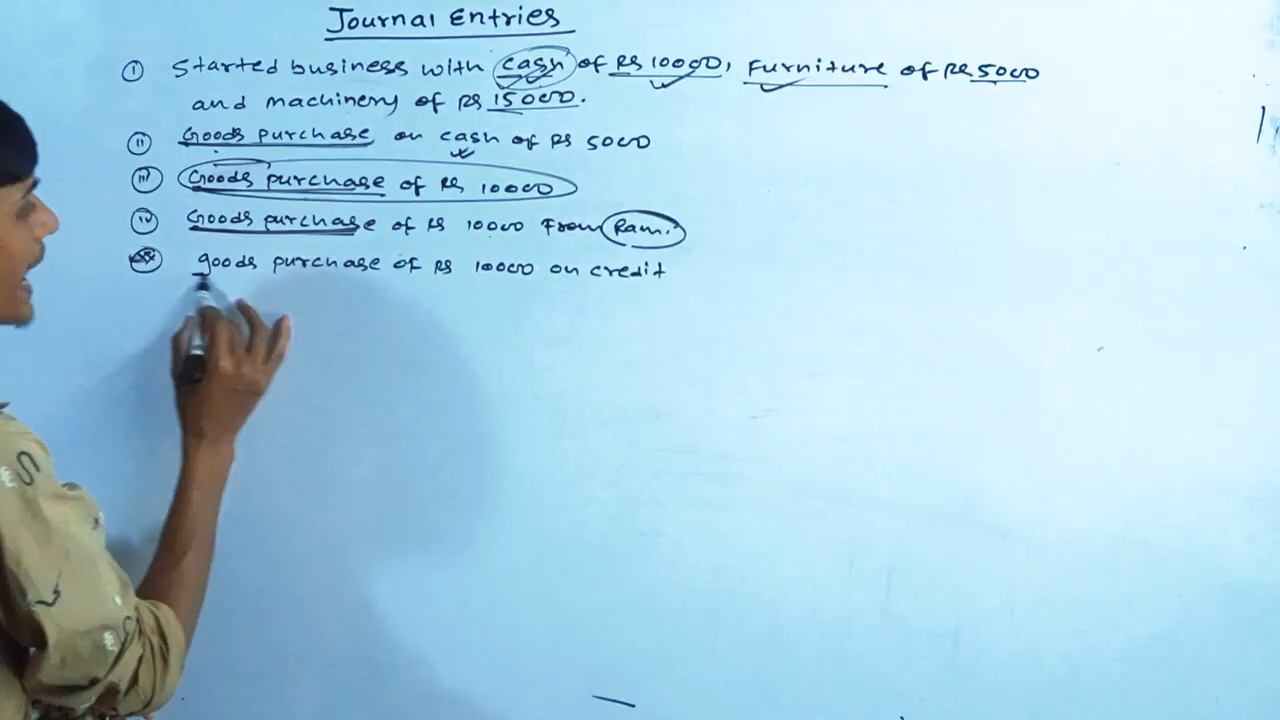 Journal Entries
(i) Started business with cash of Rs 10000, Furniture of Rs 5000
and machinery of Rs 15000.
(ii) Goods purchase on cash of Rs 5000
(iii) Goods purchase of Rs 10000
(iv) Goods purchase of Rs 10000 From Ram.
goods purchase of Rs 10000 on credit